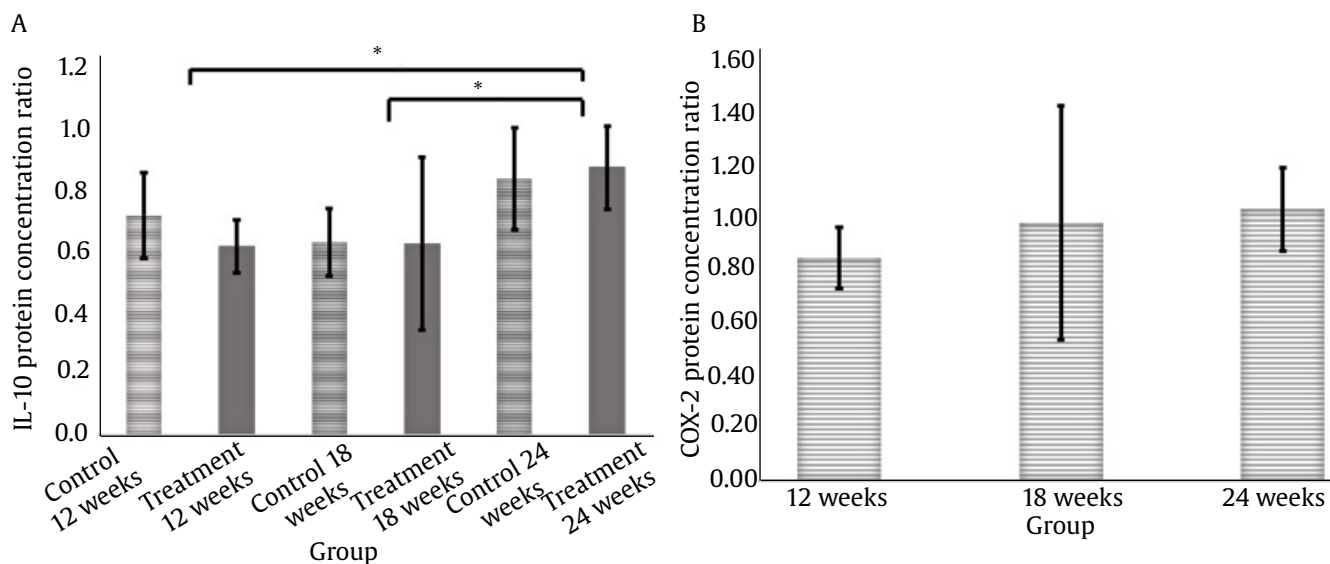 A
IL-10 protein concentration ratio
1.2
1.0
0.8
0.6
0.4
0.2
0.0
*
*
Control
12 weeks
Treatment
12 weeks
Control 18
weeks
Treatment
18 weeks
Control 24
weeks
Treatment
24 weeks
Group
B
COX-2 protein concentration ratio
1.60
1.40
1.20
1.00
0.80
0.60
0.40
0.20
0.00
12 weeks
18 weeks
24 weeks
Group